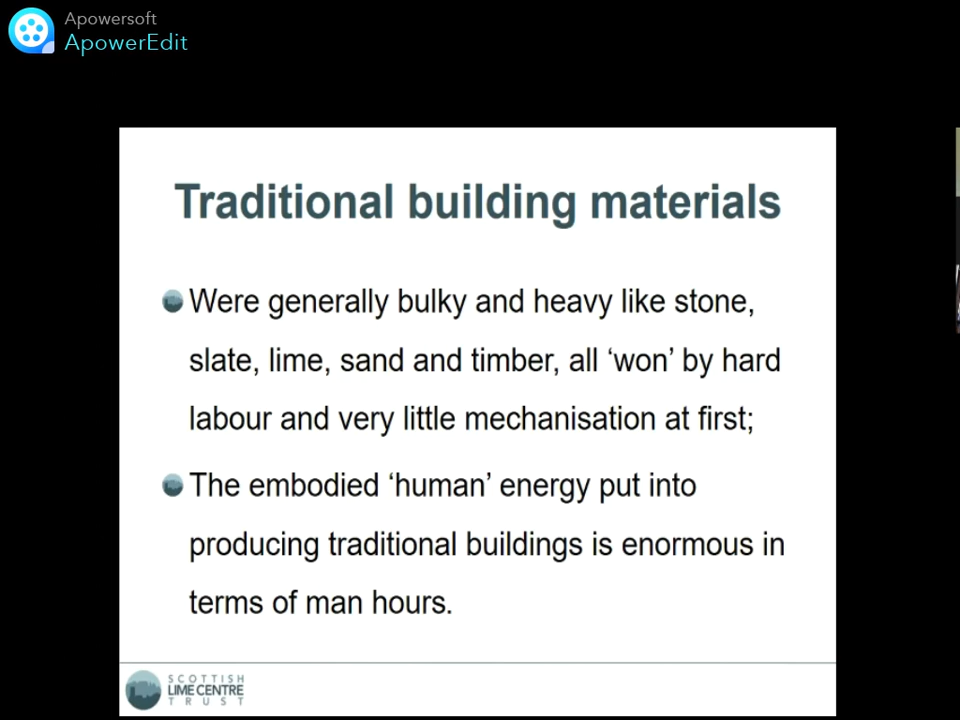 Apowersoft
ApowerEdit
Traditional building materials
Were generally bulky and heavy like stone,
slate, lime, sand and timber, all ‘won’ by hard
labour and very little mechanisation at first;
The embodied ‘human’ energy put into
producing traditional buildings is enormous in
terms of man hours.
SCOTTISH
LIME CENTRE
TRUST